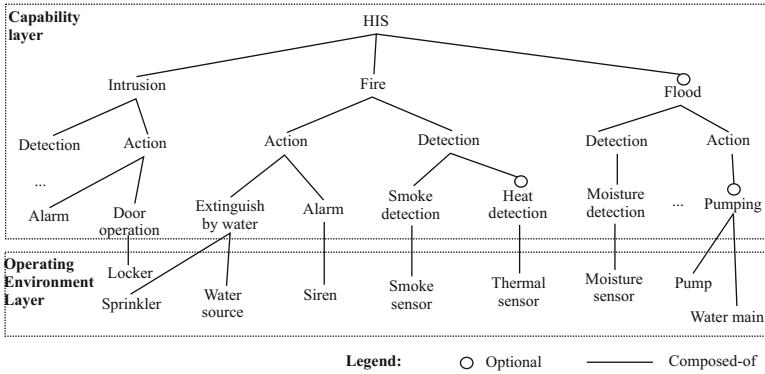 Capability
layer
HIS
Intrusion
Fire
Flood
Detection
Action
Action
Detection
Detection
Action
...
Alarm
Door
operation
Extinguish
by water
Alarm
Smoke
detection
Heat
detection
Moisture
detection
...
Pumping
Operating
Environment
Layer
Locker
Sprinkler
Water
source
Siren
Smoke
sensor
Thermal
sensor
Moisture
sensor
Pump
Water main
Legend:
Optional
Composed-of